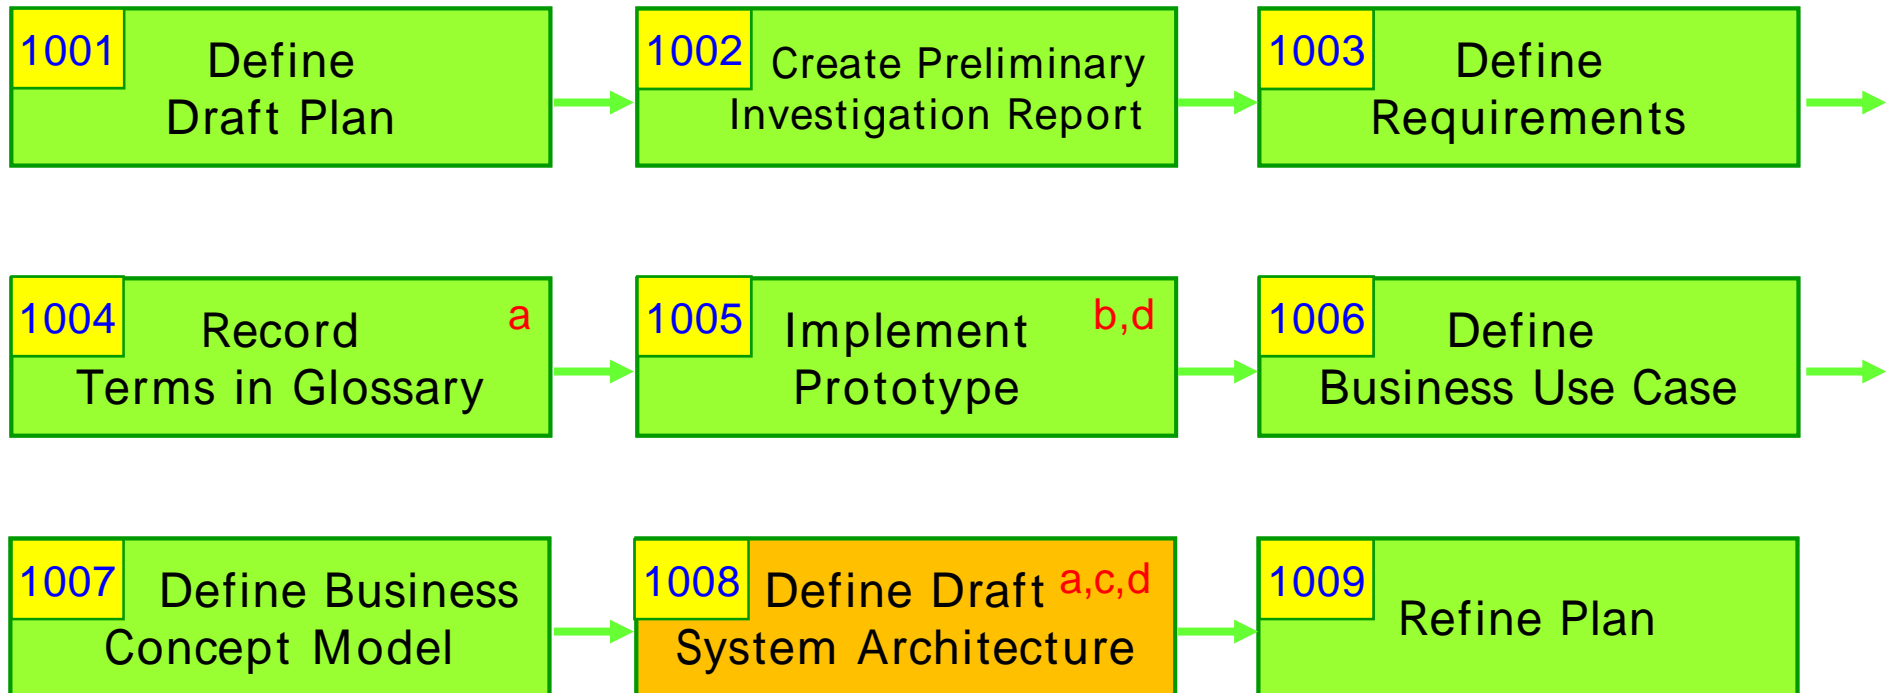 1001
Define
Draft Plan
1002
Create Preliminary
Investigation Report
1003
Define
Requirements
1004
Record
a
Terms in Glossary
1005
Implement
b,d
Prototype
1006
Define
Business Use Case
1007
Define Business
Concept Model
1008
Define Draft
a,c,d
System Architecture
1009
Refine Plan